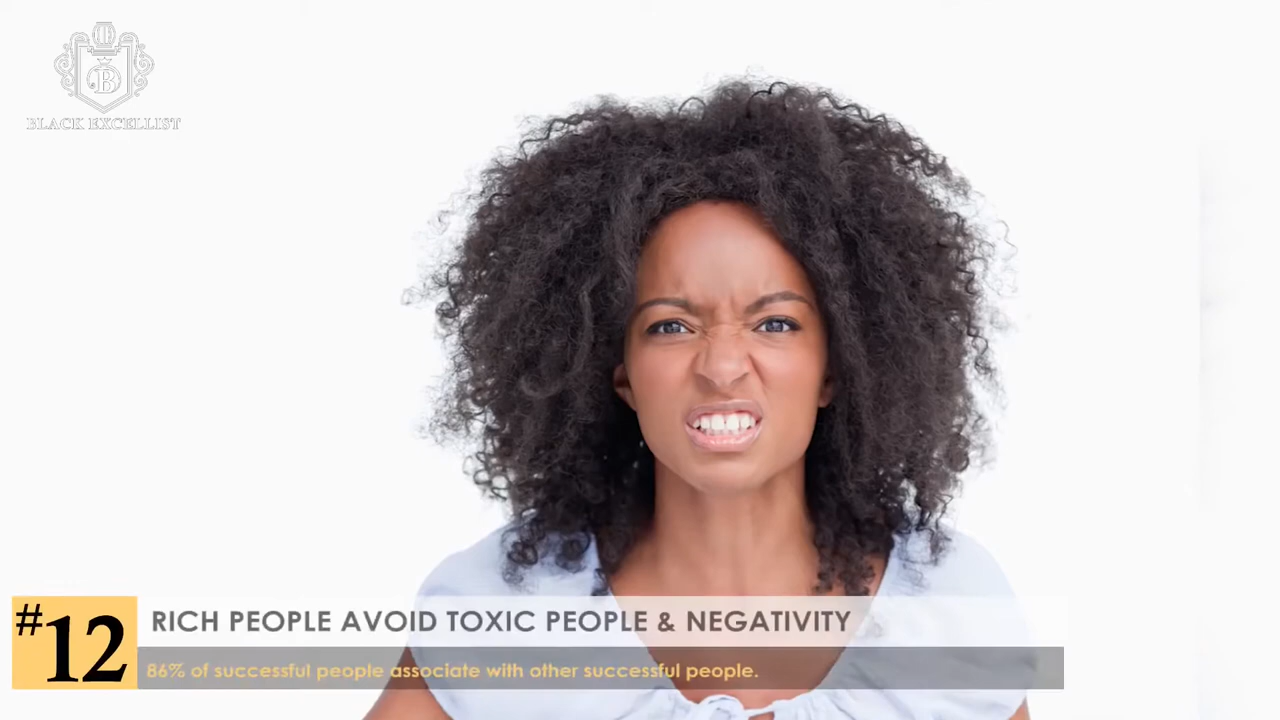 BLACK EXCELLIST
#12
RICH PEOPLE AVOID TOXIC PEOPLE & NEGATIVITY
86% of successful people associate with other successful people.